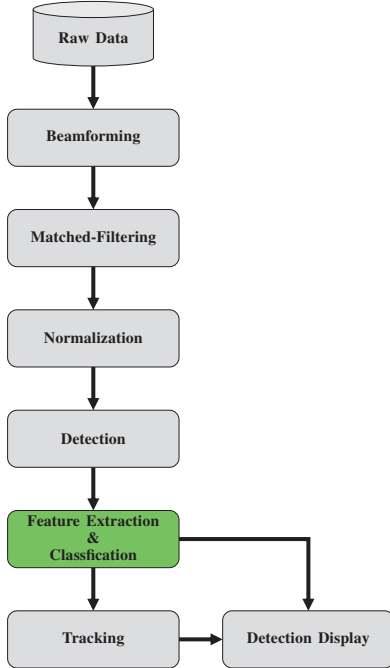 Raw Data
Beamforming
Matched-Filtering
Normalization
Detection
Feature Extraction
&
Classfication
Tracking
Detection Display